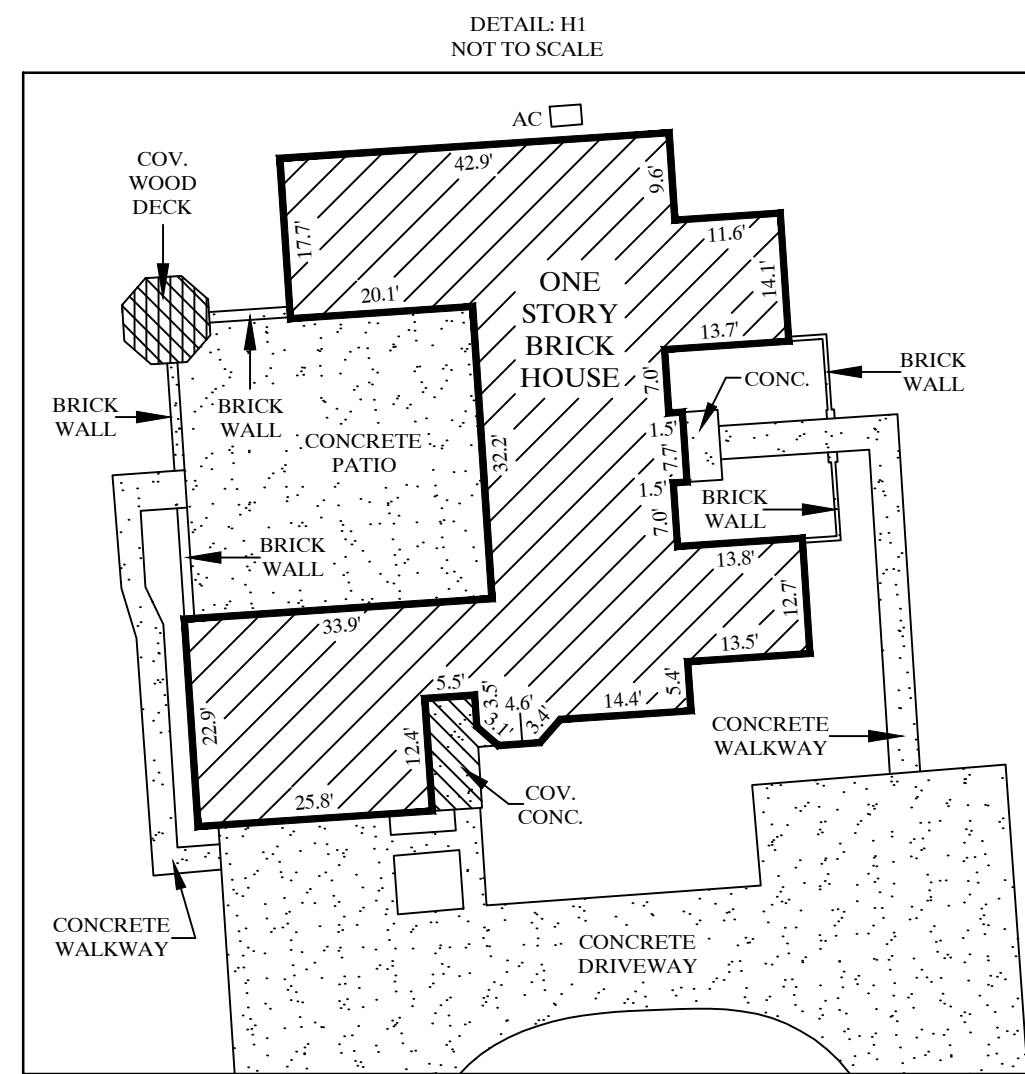 DETAIL: H1
NOT TO SCALE
AC
COV.
WOOD
DECK
42.9'
9.6'
11.6'
17.7'
14.1'
20.1'
ONE
STORY
BRICK
HOUSE
13.7'
7.0'
CONC.
BRICK
WALL
BRICK
WALL
BRICK
WALL
CONCRETE
PATIO
32.2'
1.5'
7.7'
1.5'
7.0'
BRICK
WALL
BRICK
WALL
13.8'
12.7'
33.9'
13.5'
5.5'
3.5'
4.6'
3.1'
3.4'
14.4'
5.4'
22.9'
12.4'
CONCRETE
WALKWAY
25.8'
COV.
CONC.
CONCRETE
WALKWAY
CONCRETE
DRIVEWAY